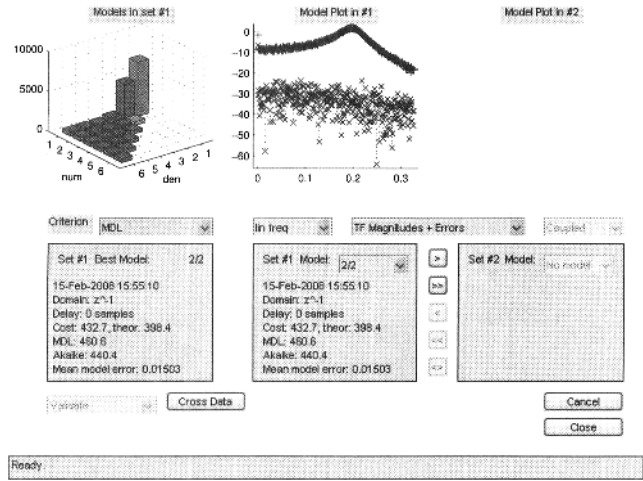 Models in set #1
Model Plot in #1
Model Plot in #2
10000
5000
0
1 2 3 4 5 6
num
6 5 4 3 2 1
den
0
-10
-20
-30
-40
-50
-60
0 0.1 0.2 0.3
Criterion MDL
lin freq
TF Magnitudes + Errors
Coupled
Set #1 Best Model: 2/2
15-Feb-2006 15:55:10
Domain: z^-1
Delay: 0 samples
Cost: 432.7, theor: 398.4
MDL: 460.6
Akaike: 440.4
Mean model error: 0.01503
Set #1 Model: 2/2
15-Feb-2006 15:55:10
Domain: z^-1
Delay: 0 samples
Cost: 432.7, theor: 398.4
MDL: 460.6
Akaike: 440.4
Mean model error: 0.01503
>
>>
<
<<
<>
Set #2 Model: No model
Cross Data
Cancel
Close
Ready.